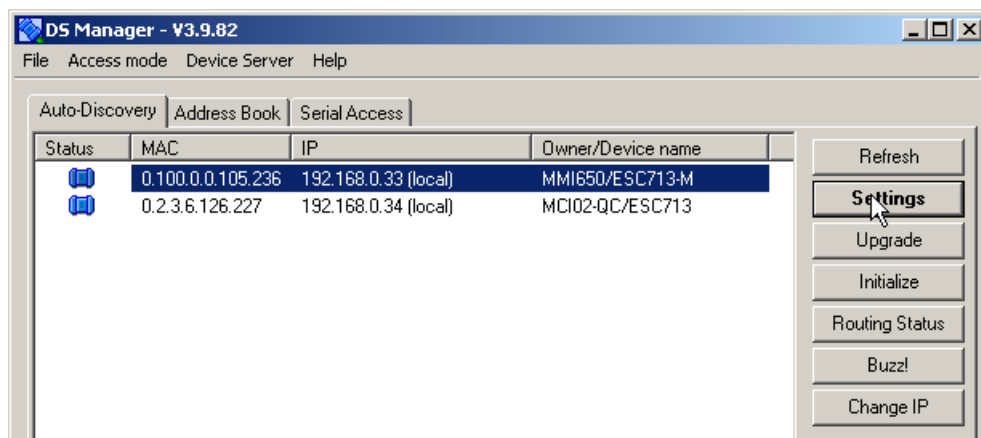 DS Manager - V3.9.82
File Access mode Device Server Help
Auto-Discovery Address Book Serial Access
Status MAC IP Owner/Device name
0.100.0.0.105.236 192.168.0.33 (local) MMI650/ESC713-M
0.2.3.6.126.227 192.168.0.34 (local) MCI02-QC/ESC713
Refresh
Settings
Upgrade
Initialize
Routing Status
Buzz!
Change IP